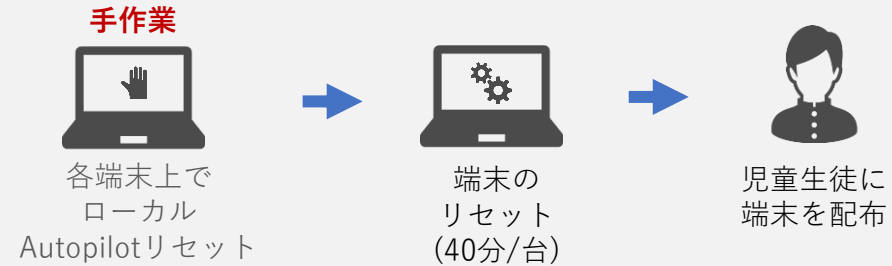 手作業
各端末上で
ローカル
Autopilotリセット
端末の
リセット
(40分/台)
児童生徒に
端末を配布